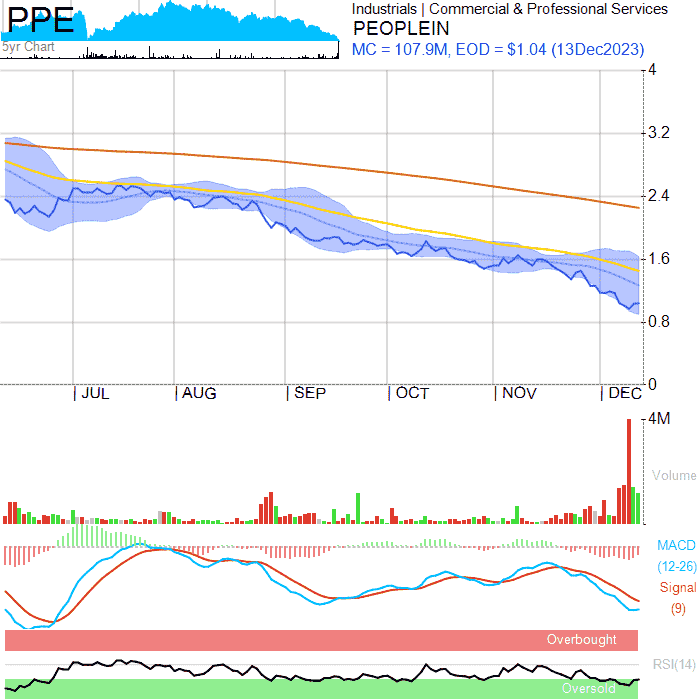 PPE
5yr Chart
Industrials | Commercial & Professional Services
PEOPLEIN
MC = 107.9M, EOD = $1.04 (13Dec2023)
4
3.2
2.4
1.6
0.8
0
| JUL | AUG | SEP | OCT | NOV | DEC
4M
Volume
MACD
(12-26)
Signal
(9)
Overbought
RSI(14)
Oversold